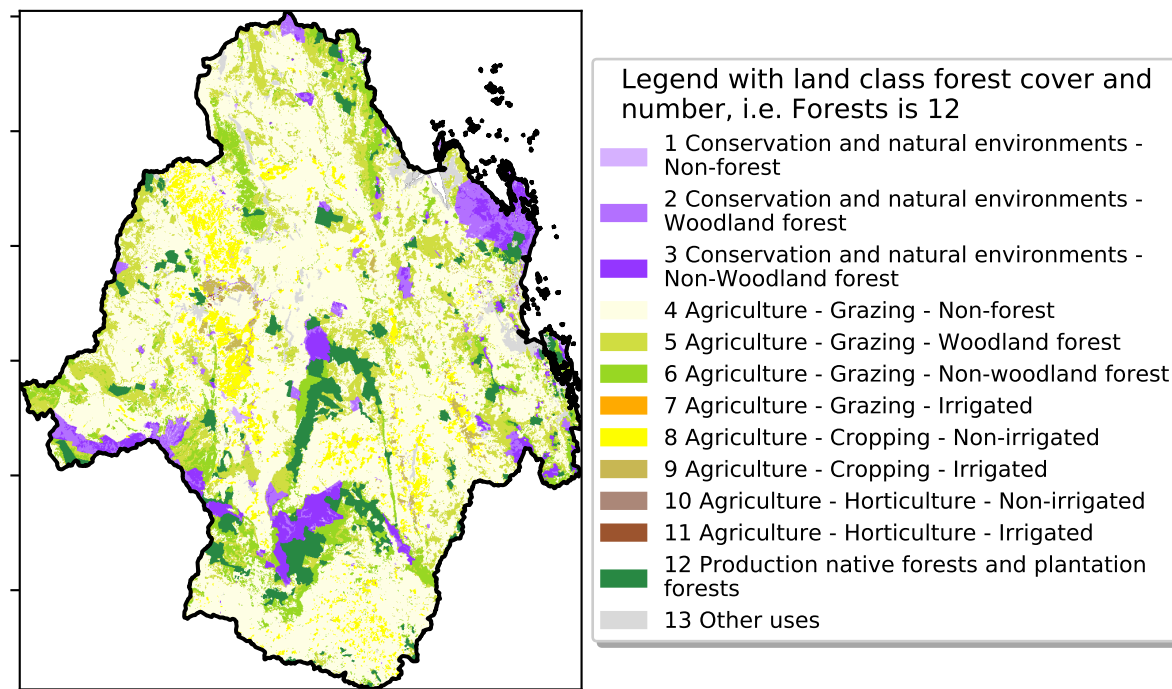 Legend with land class forest cover and
number, i.e. Forests is 12
1 Conservation and natural environments -
Non-forest
2 Conservation and natural environments -
Woodland forest
3 Conservation and natural environments -
Non-Woodland forest
4 Agriculture - Grazing - Non-forest
5 Agriculture - Grazing - Woodland forest
6 Agriculture - Grazing - Non-woodland forest
7 Agriculture - Grazing - Irrigated
8 Agriculture - Cropping - Non-irrigated
9 Agriculture - Cropping - Irrigated
10 Agriculture - Horticulture - Non-irrigated
11 Agriculture - Horticulture - Irrigated
12 Production native forests and plantation
forests
13 Other uses